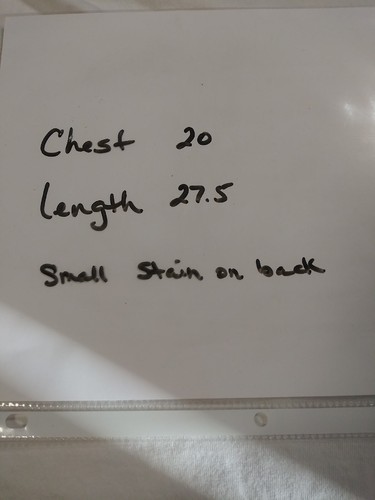 Chest 20
length 27.5
Small Stain on back